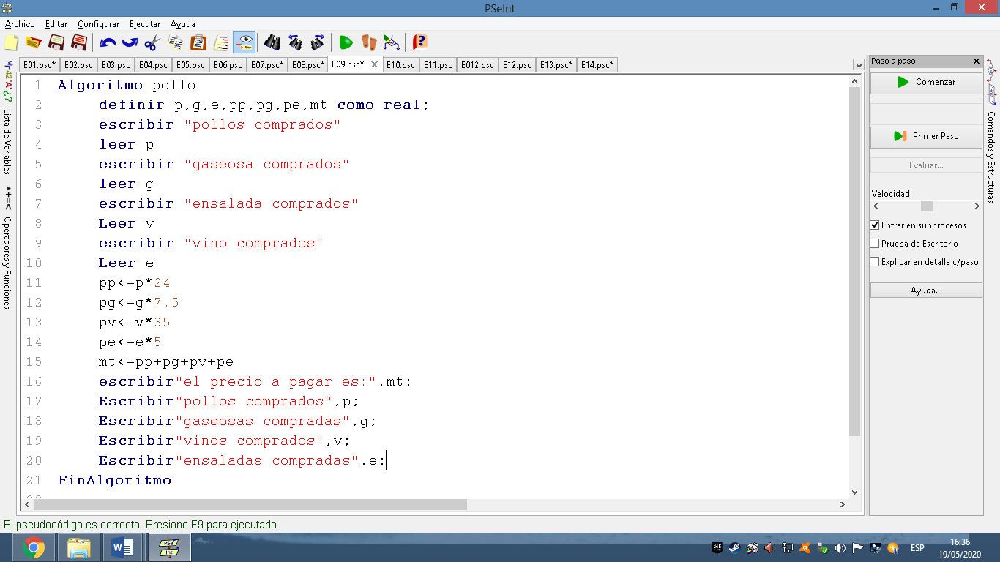 PSeInt
Archivo Editar Configurar Ejecutar Ayuda
E01.psc* E02.psc E03.psc E04.psc E05.psc E06.psc E07.psc* E08.psc* E09.psc* E10.psc E11.psc E012.psc E12.psc E13.psc* E14.psc*
1 Algoritmo pollo
2 definir p,g,e,pp,pg,pe,mt como real;
3 escribir "pollos comprados"
4 leer p
5 escribir "gaseosa comprados"
6 leer g
7 escribir "ensalada comprados"
8 Leer v
9 escribir "vino comprados"
10 Leer e
11 pp<-p*24
12 pg<-g*7.5
13 pv<-v*35
14 pe<-e*5
15 mt<-pp+pg+pv+pe
16 escribir"el precio a pagar es:",mt;
17 Escribir"pollos comprados",p;
18 Escribir"gaseosas compradas",g;
19 Escribir"vinos comprados",v;
20 Escribir"ensaladas compradas",e;
21 FinAlgoritmo
Lista de Variables
*+=< Operadores y Funciones
Paso a paso
Comenzar
Primer Paso
Evaluar...
Velocidad:
Entrar en subprocesos
Prueba de Escritorio
Explicar en detalle c/paso
Ayuda...
Comandos y Estructuras
El pseudocódigo es correcto. Presione F9 para ejecutarlo.
PSe
Int
ESP
16:36
19/05/2020